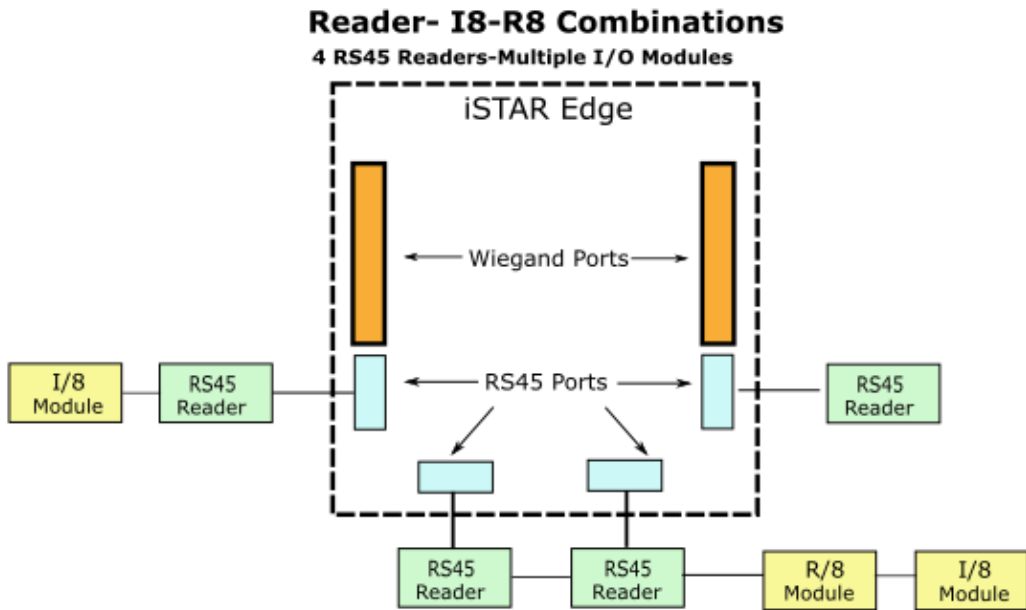 Reader- I8-R8 Combinations
4 RS45 Readers-Multiple I/O Modules
iSTAR Edge
Wiegand Ports
I/8
Module
RS45
Reader
RS45 Ports
RS45
Reader
RS45
Reader
RS45
Reader
R/8
Module
I/8
Module